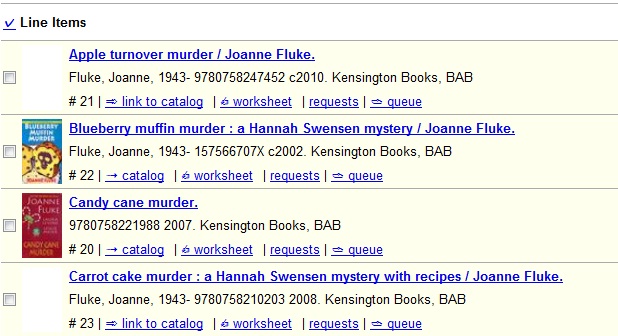 ✓ Line Items
Apple turnover murder / Joanne Fluke.
Fluke, Joanne, 1943- 9780758247452 c2010. Kensington Books, BAB
# 21 | ➾ link to catalog | ✍ worksheet | requests | ➾ queue
BLUEBERRY
MUFFIN
MURDER
JOANNE FLUKE
Blueberry muffin murder : a Hannah Swensen mystery / Joanne Fluke.
Fluke, Joanne, 1943- 157566707X c2002. Kensington Books, BAB
# 22 | → catalog | ✍ worksheet | requests | ➾ queue
JOANNE
FLUKE
CANDY CANE
MURDER
Candy cane murder.
9780758221988 2007. Kensington Books, BAB
# 20 | → catalog | ✍ worksheet | requests | ➾ queue
Carrot cake murder : a Hannah Swensen mystery with recipes / Joanne Fluke.
Fluke, Joanne, 1943- 9780758210203 2008. Kensington Books, BAB
# 23 | ➾ link to catalog | ✍ worksheet | requests | ➾ queue